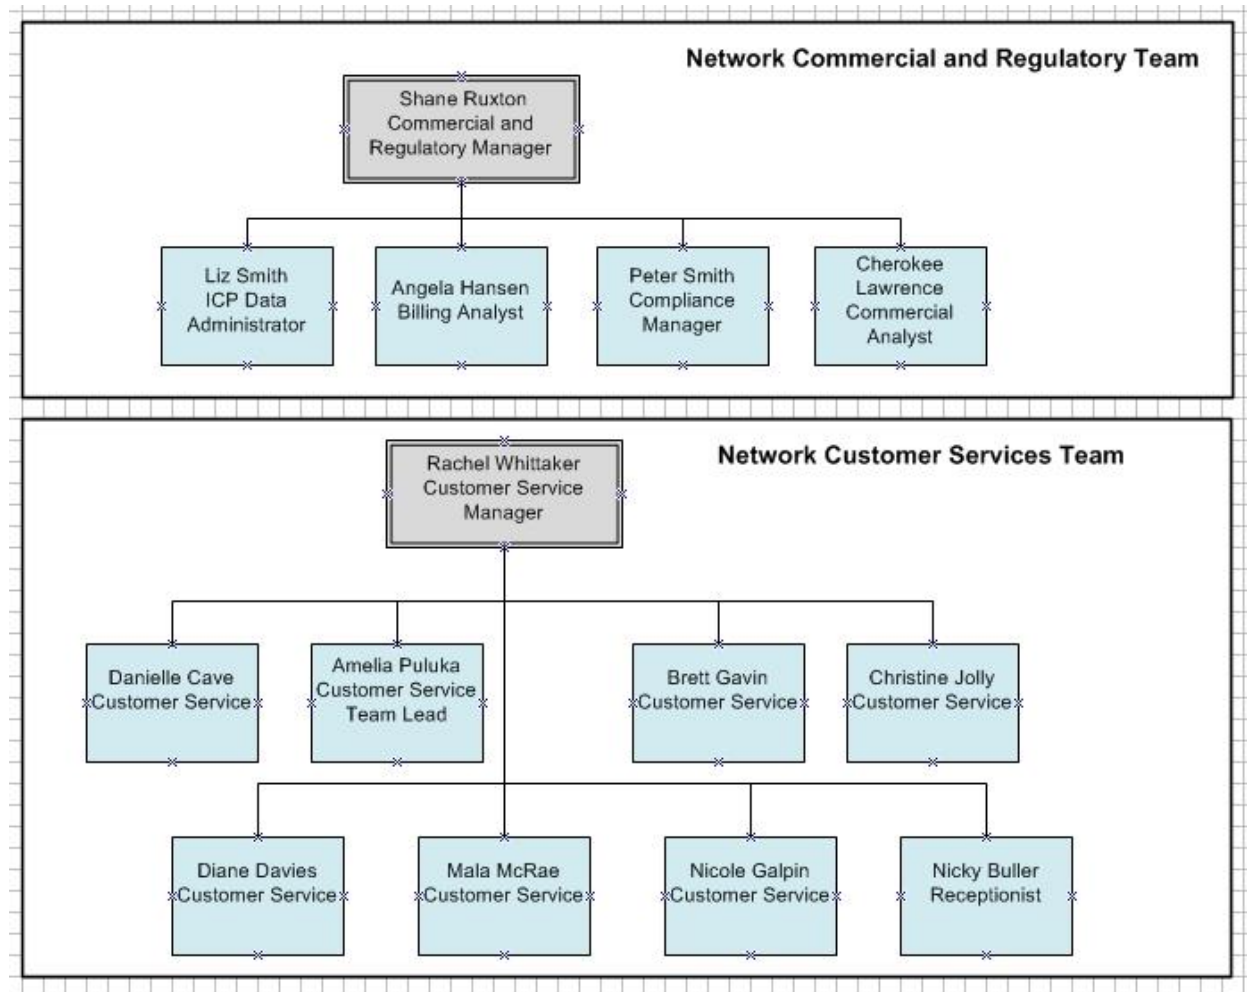 Network Commercial and Regulatory Team
Shane Ruxton
Commercial and
Regulatory Manager
Liz Smith
ICP Data
Administrator
Angela Hansen
Billing Analyst
Peter Smith
Compliance
Manager
Cherokee
Lawrence
Commercial
Analyst
Network Customer Services Team
Rachel Whittaker
Customer Service
Manager
Danielle Cave
Customer Service
Amelia Puluka
Customer Service
Team Lead
Brett Gavin
Customer Service
Christine Jolly
Customer Service
Diane Davies
Customer Service
Mala McRae
Customer Service
Nicole Galpin
Customer Service
Nicky Buller
Receptionist